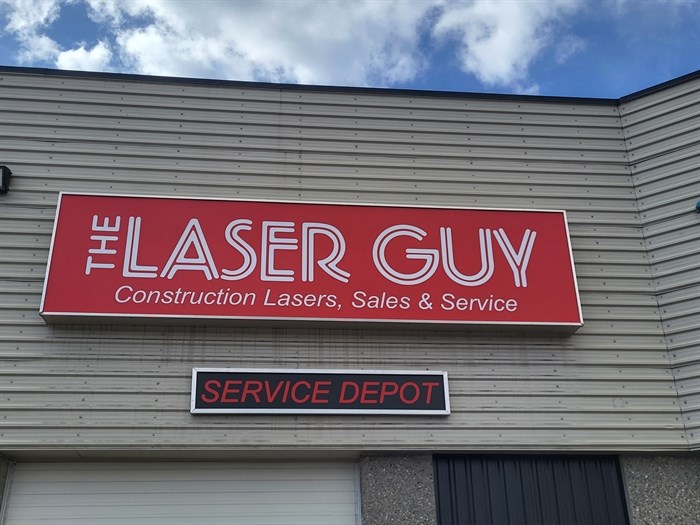 THE LASER GUY
Construction Lasers, Sales & Service
SERVICE DEPOT